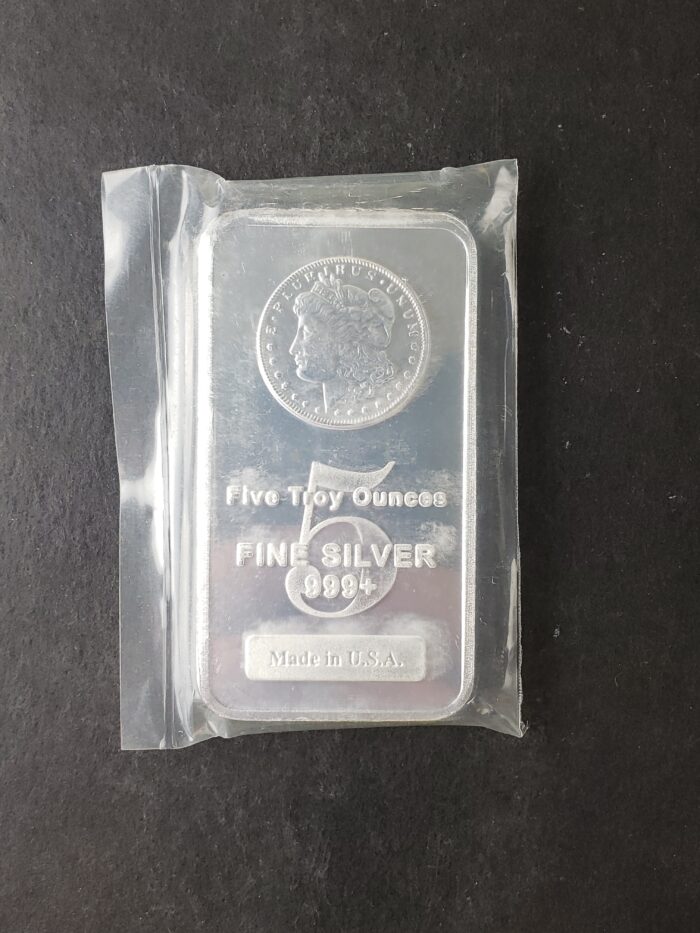 E·PLURIBUS·UNUM
Five Troy Ounces
5
FINE SILVER
999+
Made in U.S.A.